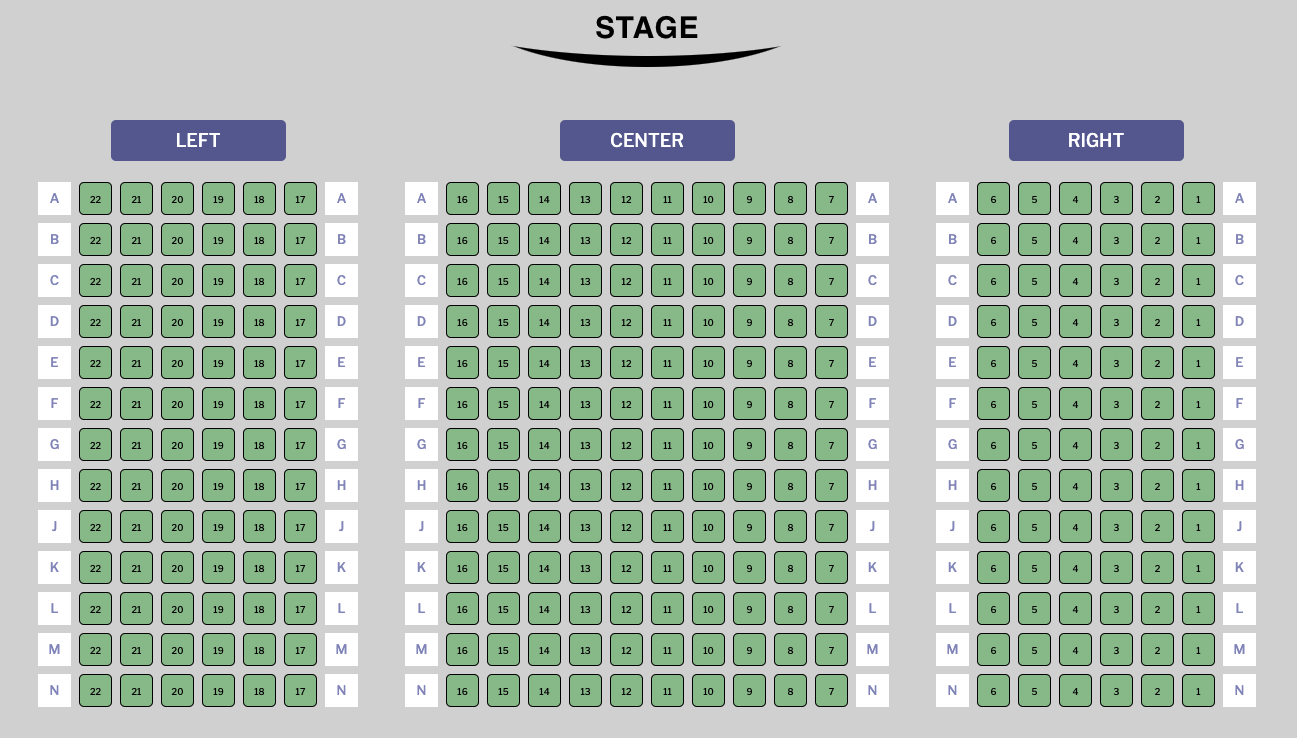 STAGE
LEFT CENTER RIGHT
A 22 21 20 19 18 17 A A 16 15 14 13 12 11 10 9 8 7 A A 6 5 4 3 2 1 A
B 22 21 20 19 18 17 B B 16 15 14 13 12 11 10 9 8 7 B B 6 5 4 3 2 1 B
C 22 21 20 19 18 17 C C 16 15 14 13 12 11 10 9 8 7 C C 6 5 4 3 2 1 C
D 22 21 20 19 18 17 D D 16 15 14 13 12 11 10 9 8 7 D D 6 5 4 3 2 1 D
E 22 21 20 19 18 17 E E 16 15 14 13 12 11 10 9 8 7 E E 6 5 4 3 2 1 E
F 22 21 20 19 18 17 F F 16 15 14 13 12 11 10 9 8 7 F F 6 5 4 3 2 1 F
G 22 21 20 19 18 17 G G 16 15 14 13 12 11 10 9 8 7 G G 6 5 4 3 2 1 G
H 22 21 20 19 18 17 H H 16 15 14 13 12 11 10 9 8 7 H H 6 5 4 3 2 1 H
J 22 21 20 19 18 17 J J 16 15 14 13 12 11 10 9 8 7 J J 6 5 4 3 2 1 J
K 22 21 20 19 18 17 K K 16 15 14 13 12 11 10 9 8 7 K K 6 5 4 3 2 1 K
L 22 21 20 19 18 17 L L 16 15 14 13 12 11 10 9 8 7 L L 6 5 4 3 2 1 L
M 22 21 20 19 18 17 M M 16 15 14 13 12 11 10 9 8 7 M M 6 5 4 3 2 1 M
N 22 21 20 19 18 17 N N 16 15 14 13 12 11 10 9 8 7 N N 6 5 4 3 2 1 N